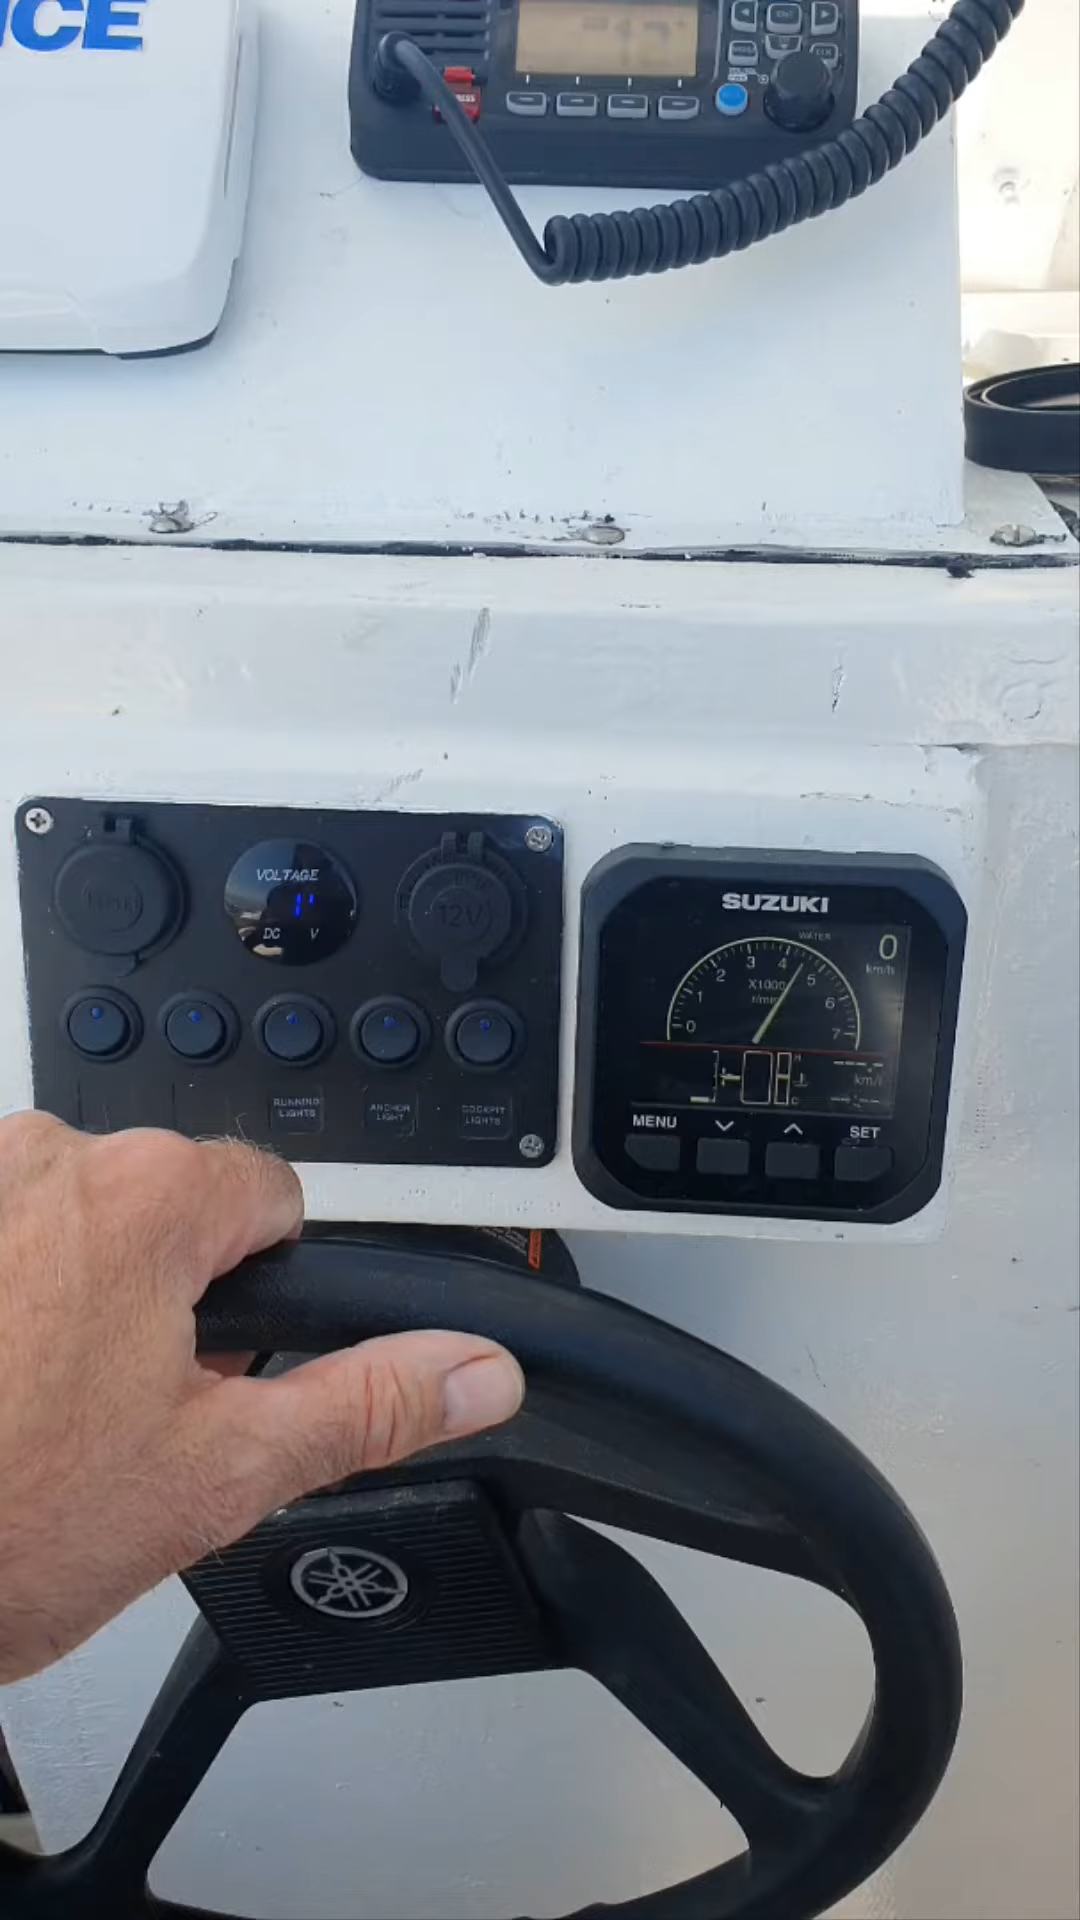 ICE
VOLTAGE
DC V
12V
RUNNING
LIGHTS
ANCHOR
LIGHT
COCKPIT
LIGHTS
SUZUKI
WATER
0
km/h
0 1 2 3 4 5 6 7
X1000
r/min
H
C
km/l
MENU
SET